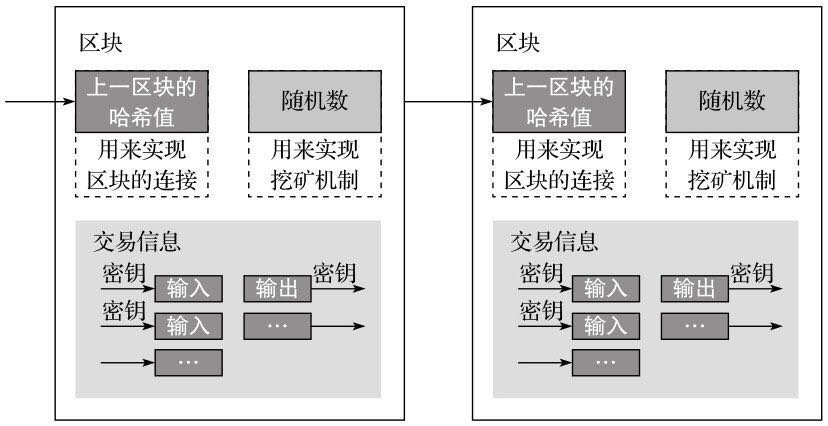 区块
上一区块的
哈希值
随机数
用来实现
区块的连接
用来实现
挖矿机制
交易信息
密钥
输入
输出
密钥
密钥
输入
…
…
区块
上一区块的
哈希值
随机数
用来实现
区块的连接
用来实现
挖矿机制
交易信息
密钥
输入
输出
密钥
密钥
输入
…
…